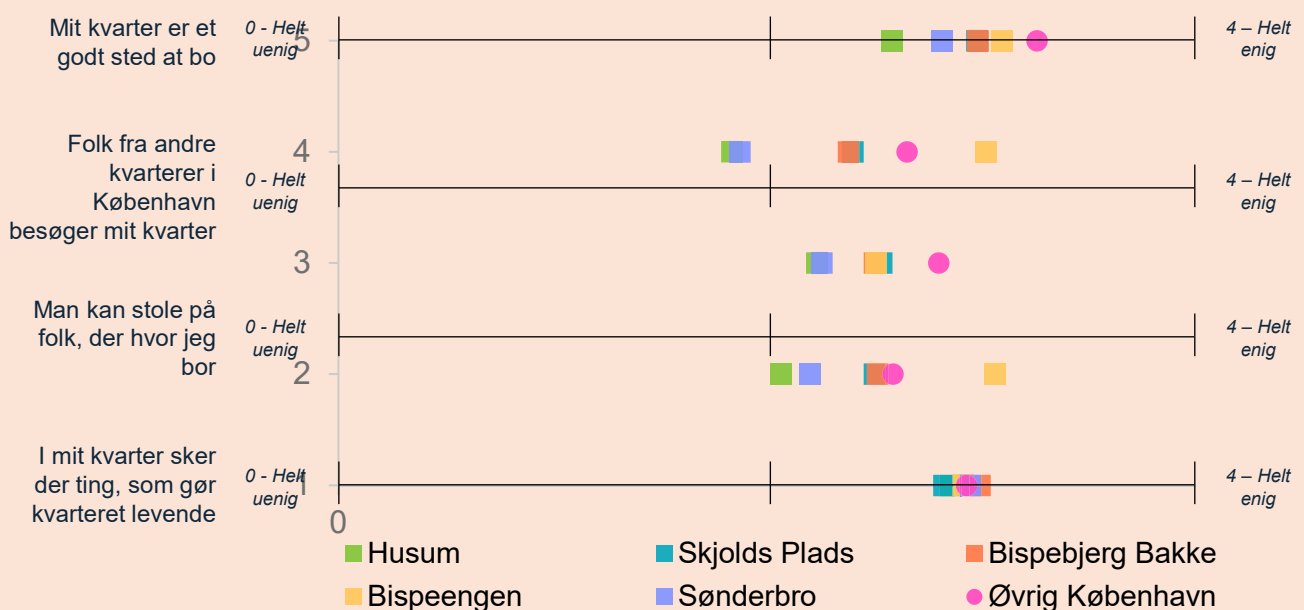 Mit kvarter er et
godt sted at bo
0 - Helt
uenig
5
4 – Helt
enig
Folk fra andre
kvarterer i
København
besøger mit kvarter
4
0 - Helt
uenig
4 – Helt
enig
3
Man kan stole på
folk, der hvor jeg
bor
0 - Helt
uenig
4 – Helt
enig
2
I mit kvarter sker
der ting, som gør
kvarteret levende
0 - Helt
uenig
1
4 – Helt
enig
0
Husum
Skjolds Plads
Bispebjerg Bakke
Bispeengen
Sønderbro
Øvrig København